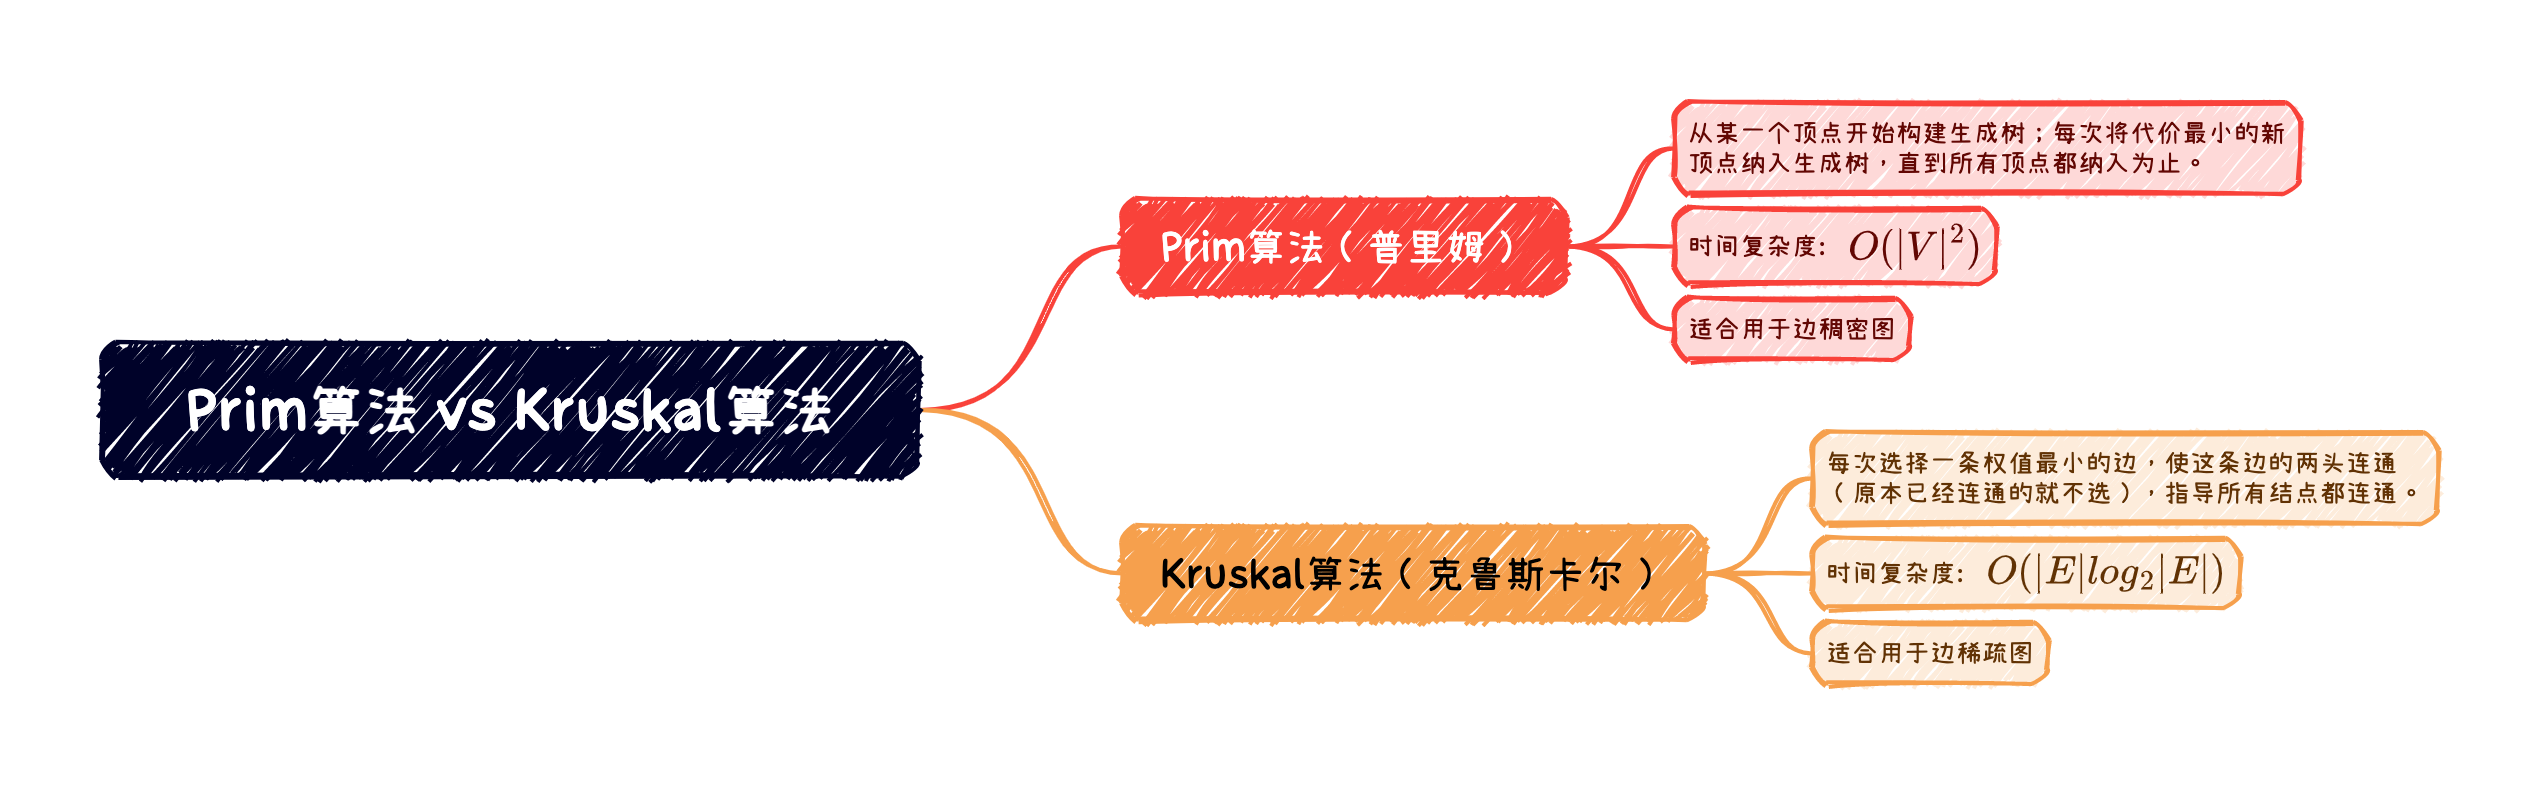 Prim算法 vs Kruskal算法
Prim算法（普里姆）
从某一个顶点开始构建生成树；每次将代价最小的新
顶点纳入生成树，直到所有顶点都纳入为止。
时间复杂度: O(|V|²)
适合用于边稠密图
Kruskal算法（克鲁斯卡尔）
每次选择一条权值最小的边，使这条边的两头连通
（原本已经连通的就不选），指导所有结点都连通。
时间复杂度: O(|E|log₂|E|)
适合用于边稀疏图